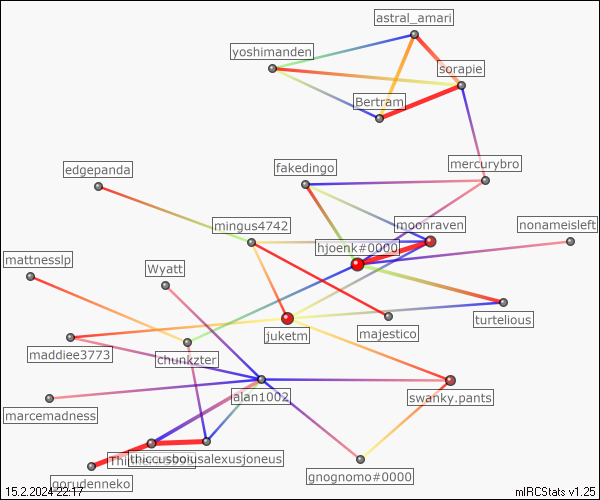 astral_amari
yoshimanden
sorapie
Bertram
mercurybro
fakedingo
edgepanda
mingus4742
moonraven
nonameisleft
hjoenk#0000
mattnesslp
Wyatt
turtelious
juketm
majestico
maddiee3773
chunkzter
alan1002
swanky.pants
marcemadness
thiccusboiusalexusjoneus
gorudenneko
gnognomo#0000
15.2.2024 22:17
mIRCStats v1.25